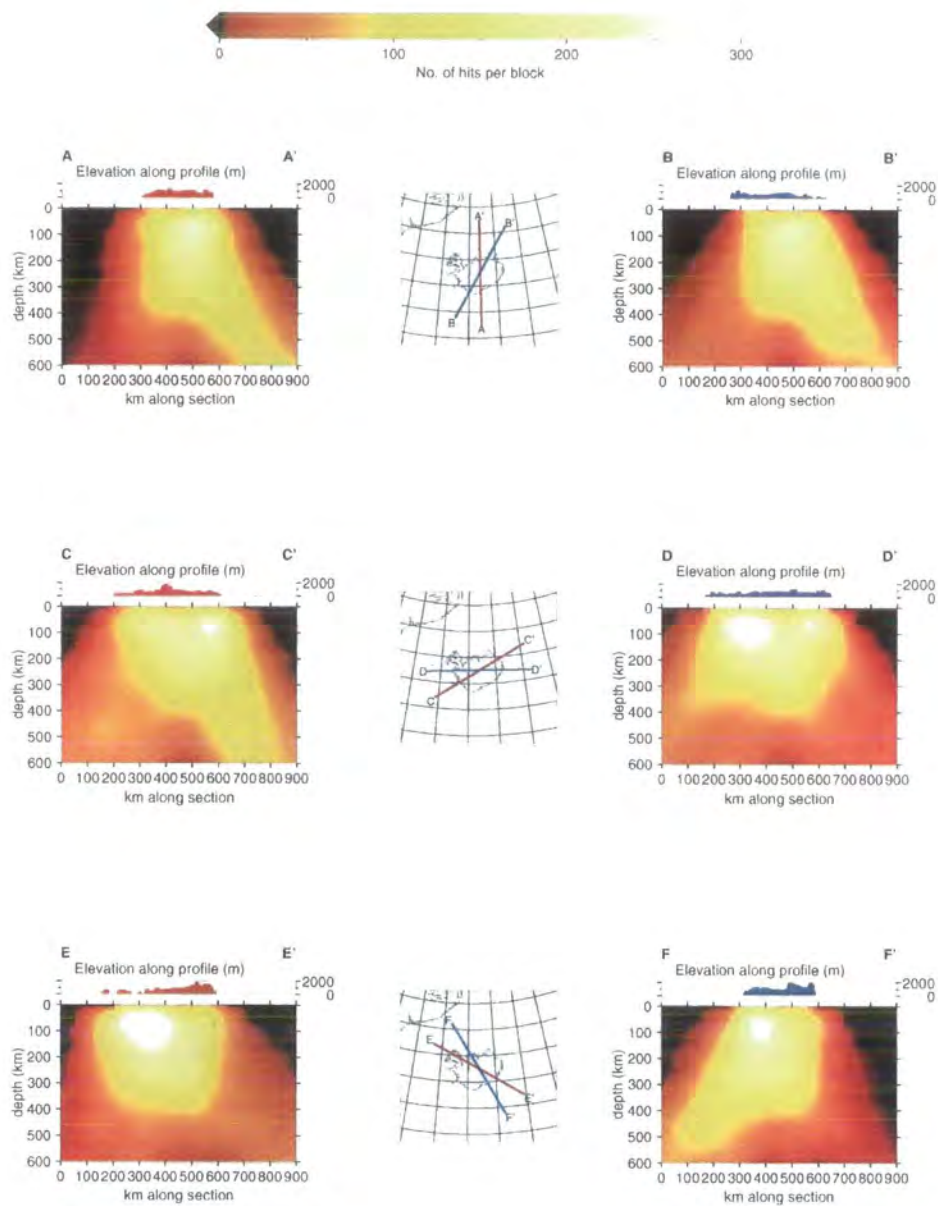 0 100 200 300
No. of hits per block
A A'
Elevation along profile (m)
2000
0
0
100
200
300
400
500
600
depth (km)
0 100 200 300 400 500 600 700 800 900
km along section
A'
B'
B
A
B B'
Elevation along profile (m)
2000
0
0
100
200
300
400
500
600
depth (km)
0 100 200 300 400 500 600 700 800 900
km along section
C C'
Elevation along profile (m)
2000
0
0
100
200
300
400
500
600
depth (km)
0 100 200 300 400 500 600 700 800 900
km along section
C'
D D'
C
D D'
Elevation along profile (m)
2000
0
0
100
200
300
400
500
600
depth (km)
0 100 200 300 400 500 600 700 800 900
km along section
E E'
Elevation along profile (m)
2000
0
0
100
200
300
400
500
600
depth (km)
0 100 200 300 400 500 600 700 800 900
km along section
F
E
E'
F'
F F'
Elevation along profile (m)
2000
0
0
100
200
300
400
500
600
depth (km)
0 100 200 300 400 500 600 700 800 900
km along section